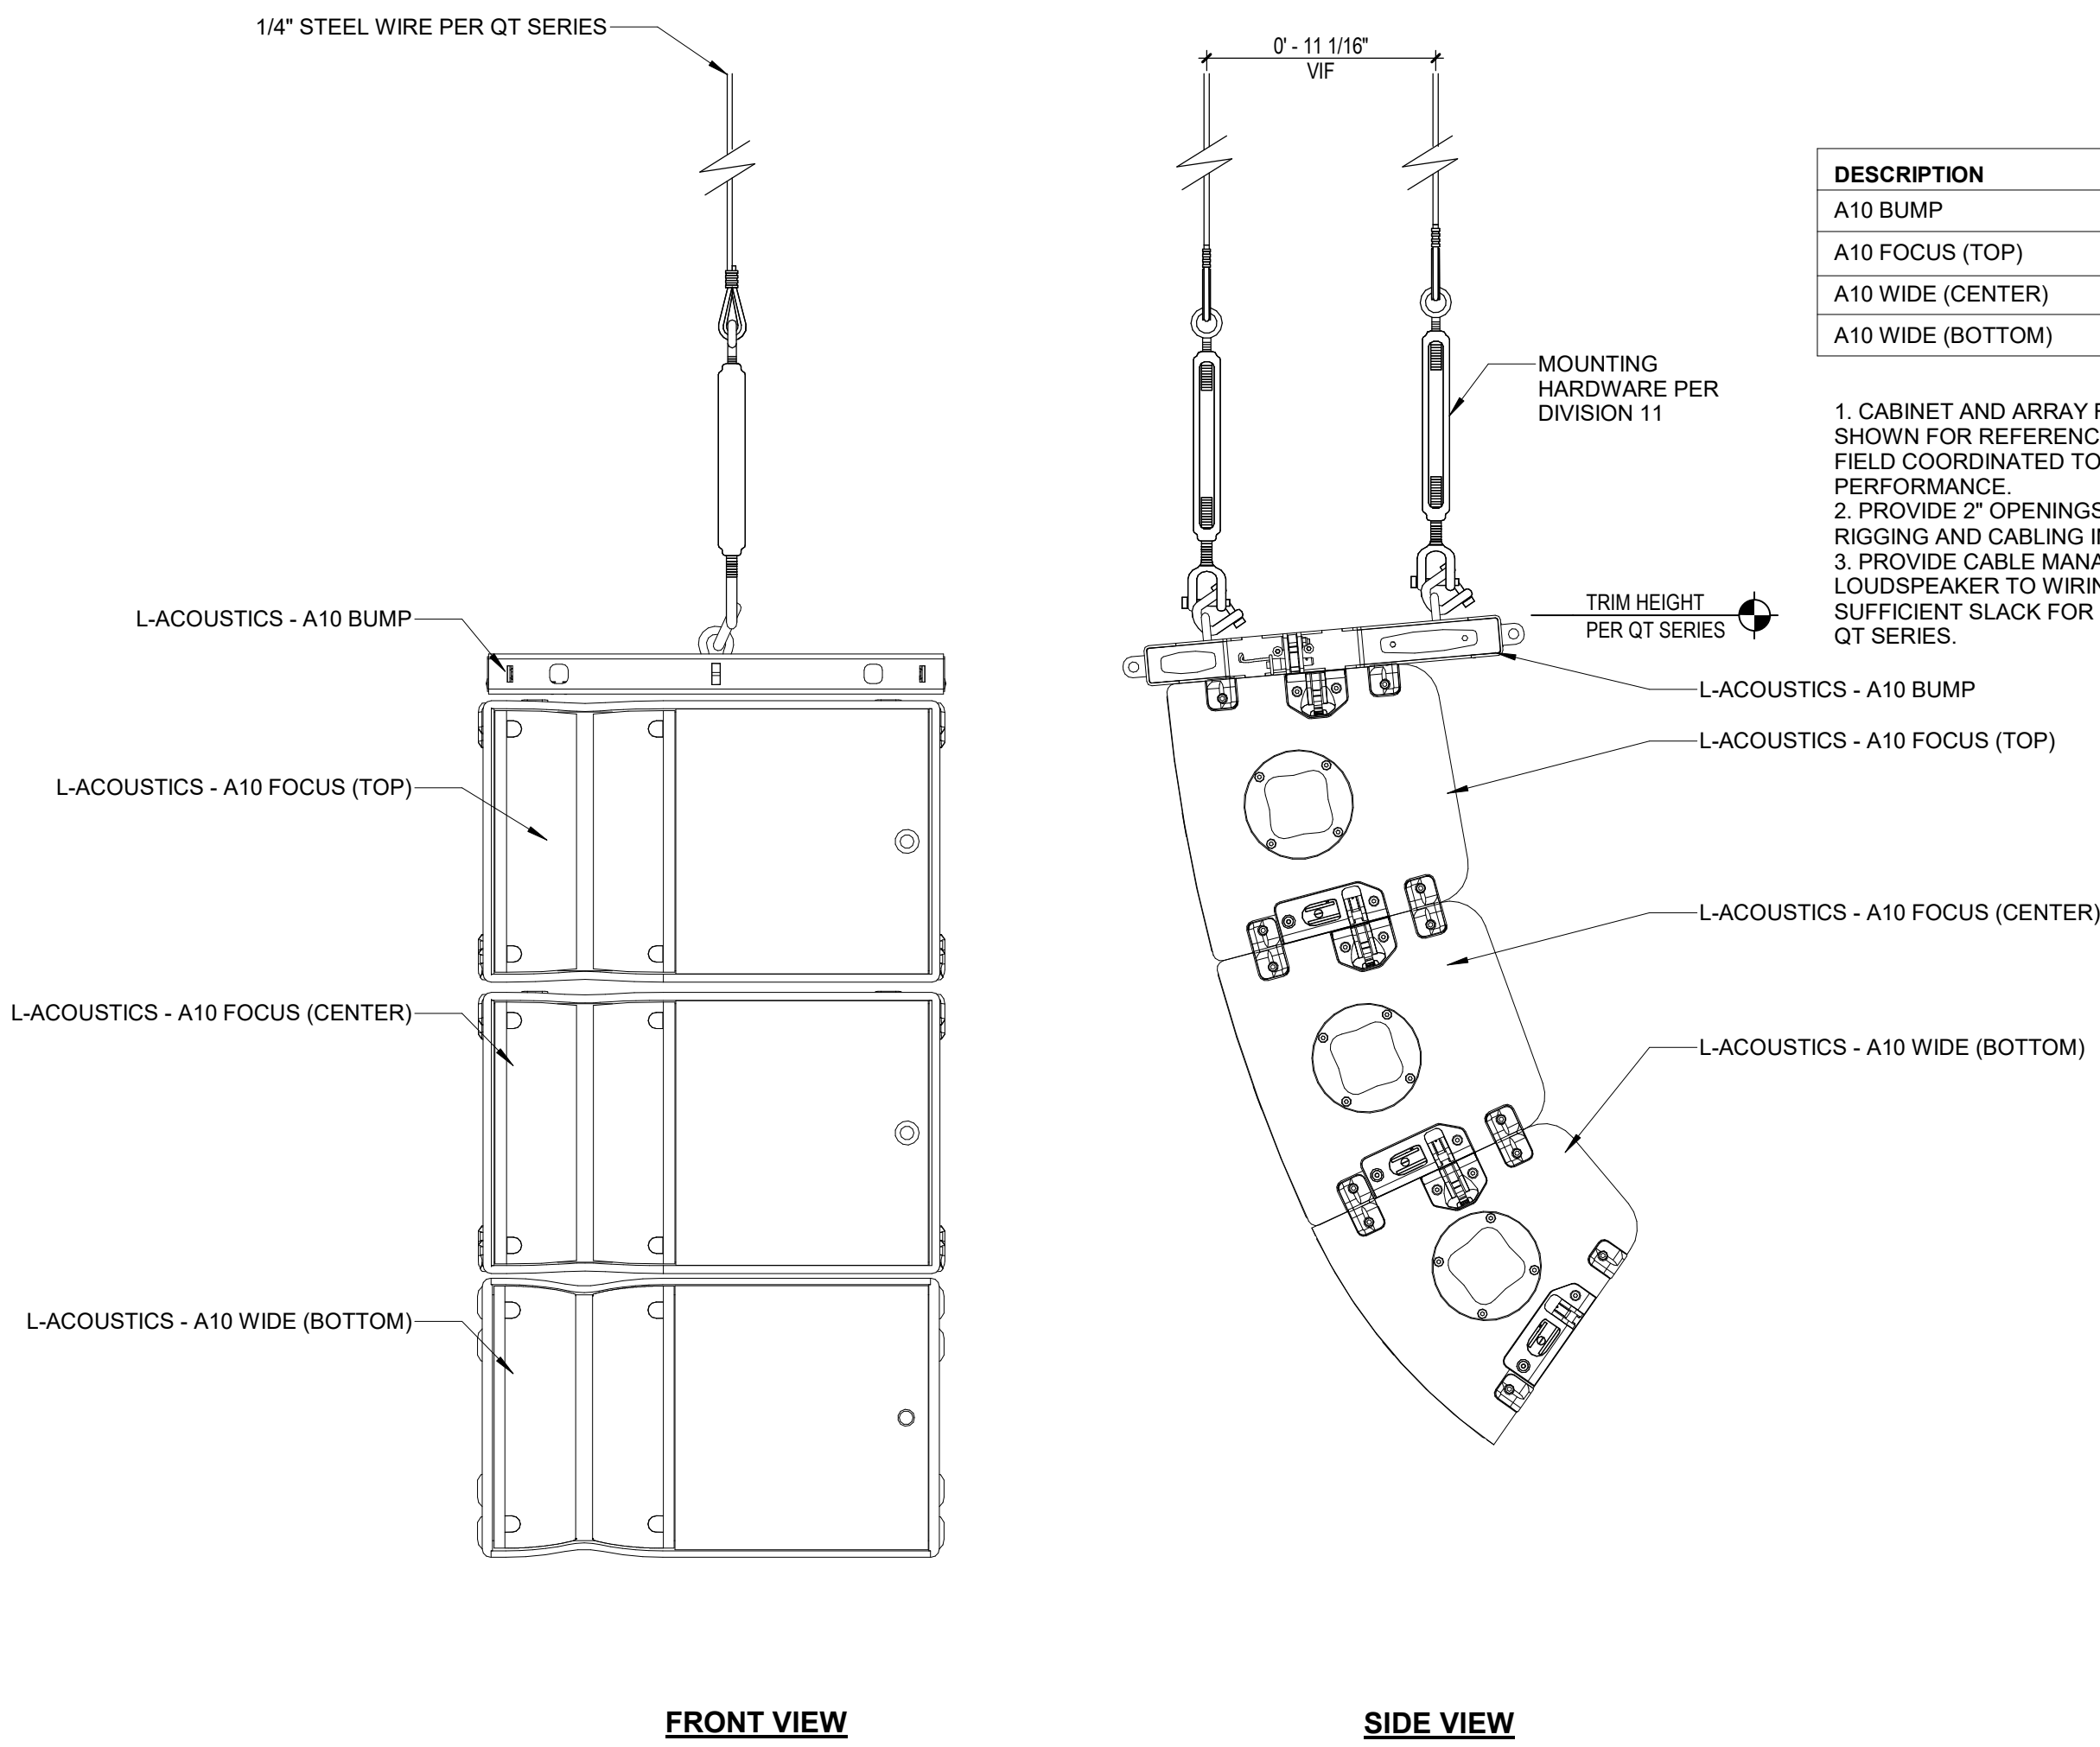 1/4" STEEL WIRE PER QT SERIES
0' - 11 1/16"
VIF
DESCRIPTION
A10 BUMP
A10 FOCUS (TOP)
A10 WIDE (CENTER)
A10 WIDE (BOTTOM)
MOUNTING
HARDWARE PER
DIVISION 11
1. CABINET AND ARRAY
SHOWN FOR
FIELD COORDINATED TO
PERFORMANCE.
2. PROVIDE 2" OPENINGS
RIGGING AND CABLING
3. PROVIDE CABLE
LOUDSPEAKER TO
SUFFICIENT SLACK FOR
QT SERIES.
TRIM HEIGHT
PER QT SERIES
L-ACOUSTICS - A10 BUMP
L-ACOUSTICS - A10 FOCUS (TOP)
L-ACOUSTICS - A10 FOCUS (CENTER)
L-ACOUSTICS - A10 WIDE (BOTTOM)
L-ACOUSTICS - A10 BUMP
L-ACOUSTICS - A10 FOCUS (TOP)
L-ACOUSTICS - A10 FOCUS (CENTER)
L-ACOUSTICS - A10 WIDE (BOTTOM)
FRONT VIEW
SIDE VIEW